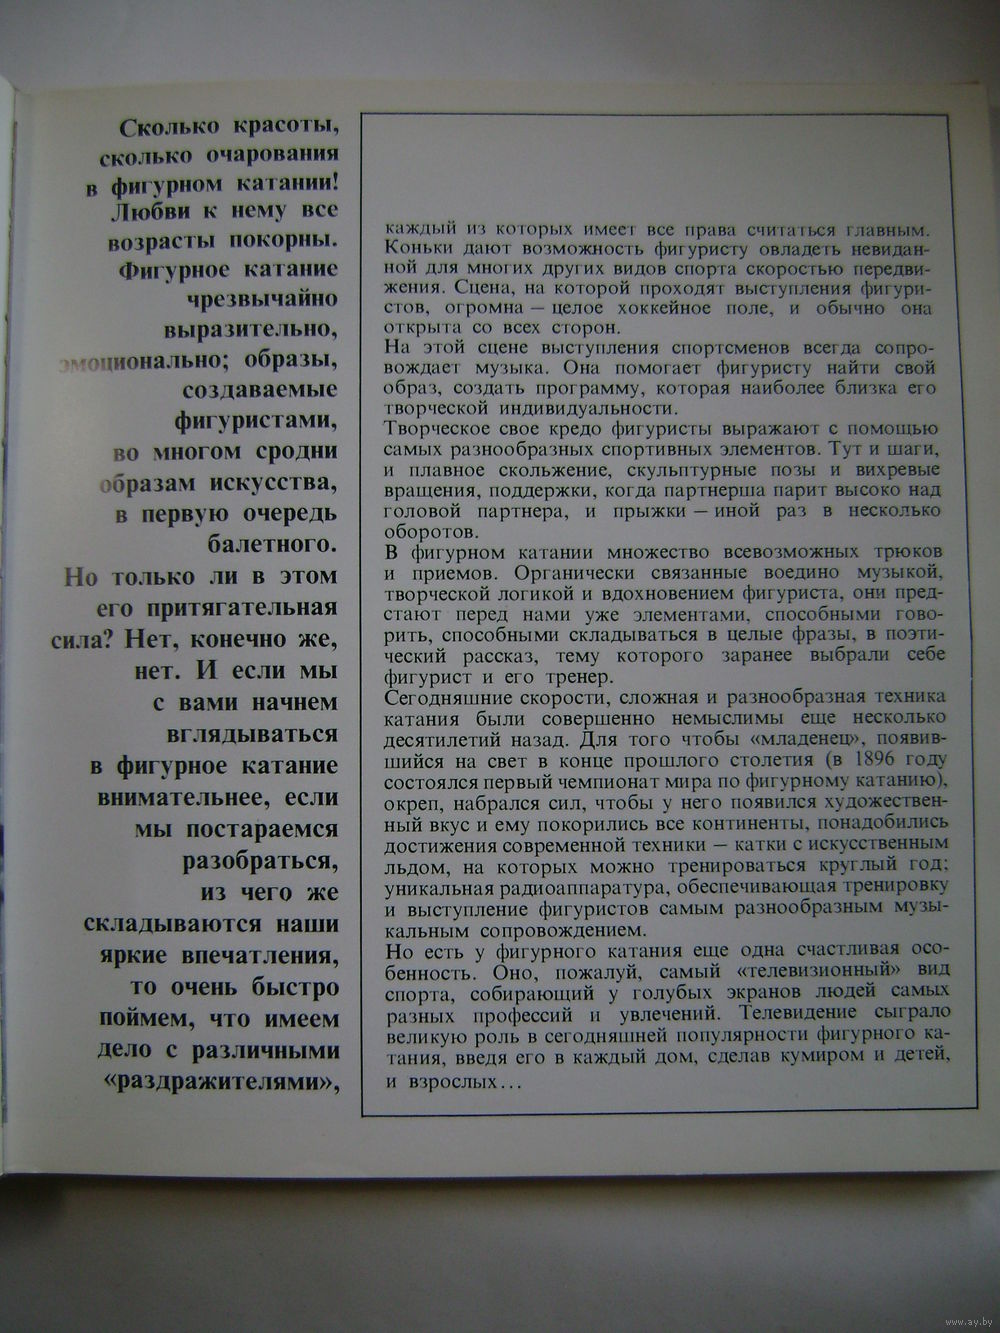 Сколько красоты,
сколько очарования
в фигурном катании!
Любви к нему все
возрасты покорны.
Фигурное катание
чрезвычайно
выразительно,
эмоционально; образы,
создаваемые
фигуристами,
во многом сродни
образам искусства,
в первую очередь
балетного.
Но только ли в этом
его притягательная
сила? Нет, конечно же,
нет. И если мы
с вами начнем
вглядываться
в фигурное катание
внимательнее, если
мы постараемся
разобраться,
из чего же
складываются наши
яркие впечатления,
то очень быстро
поймем, что имеем
дело с различными
«раздражителями»,
каждый из которых имеет все права считаться главным.
Коньки дают возможность фигуристу овладеть невидан-
ной для многих других видов спорта скоростью передви-
жения. Сцена, на которой проходят выступления фигури-
стов, огромна — целое хоккейное поле, и обычно она
открыта со всех сторон.
На этой сцене выступления спортсменов всегда сопро-
вождает музыка. Она помогает фигуристу найти свой
образ, создать программу, которая наиболее близка его
творческой индивидуальности.
Творческое свое кредо фигуристы выражают с помощью
самых разнообразных спортивных элементов. Тут и шаги,
и плавное скольжение, скульптурные позы и вихревые
вращения, поддержки, когда партнерша парит высоко над
головой партнера, и прыжки — иной раз в несколько
оборотов.
В фигурном катании множество всевозможных трюков
и приемов. Органически связанные воедино музыкой,
творческой логикой и вдохновением фигуриста, они пред-
стают перед нами уже элементами, способными гово-
рить, способными складываться в целые фразы, в поэти-
ческий рассказ, тему которого заранее выбрали себе
фигурист и его тренер.
Сегодняшние скорости, сложная и разнообразная техника
катания были совершенно немыслимы еще несколько
десятилетий назад. Для того чтобы «младенец», появив-
шийся на свет в конце прошлого столетия (в 1896 году
состоялся первый чемпионат мира по фигурному катанию),
окреп, набрался сил, чтобы у него появился художествен-
ный вкус и ему покорились все континенты, понадобились
достижения современной техники — катки с искусственным
льдом, на которых можно тренироваться круглый год;
уникальная радиоаппаратура, обеспечивающая тренировку
и выступление фигуристов самым разнообразным музы-
кальным сопровождением.
Но есть у фигурного катания еще одна счастливая осо-
бенность. Оно, пожалуй, самый «телевизионный» вид
спорта, собирающий у голубых экранов людей самых
разных профессий и увлечений. Телевидение сыграло
великую роль в сегодняшней популярности фигурного ка-
тания, введя его в каждый дом, сделав кумиром и детей,
и взрослых...
www.ay.by